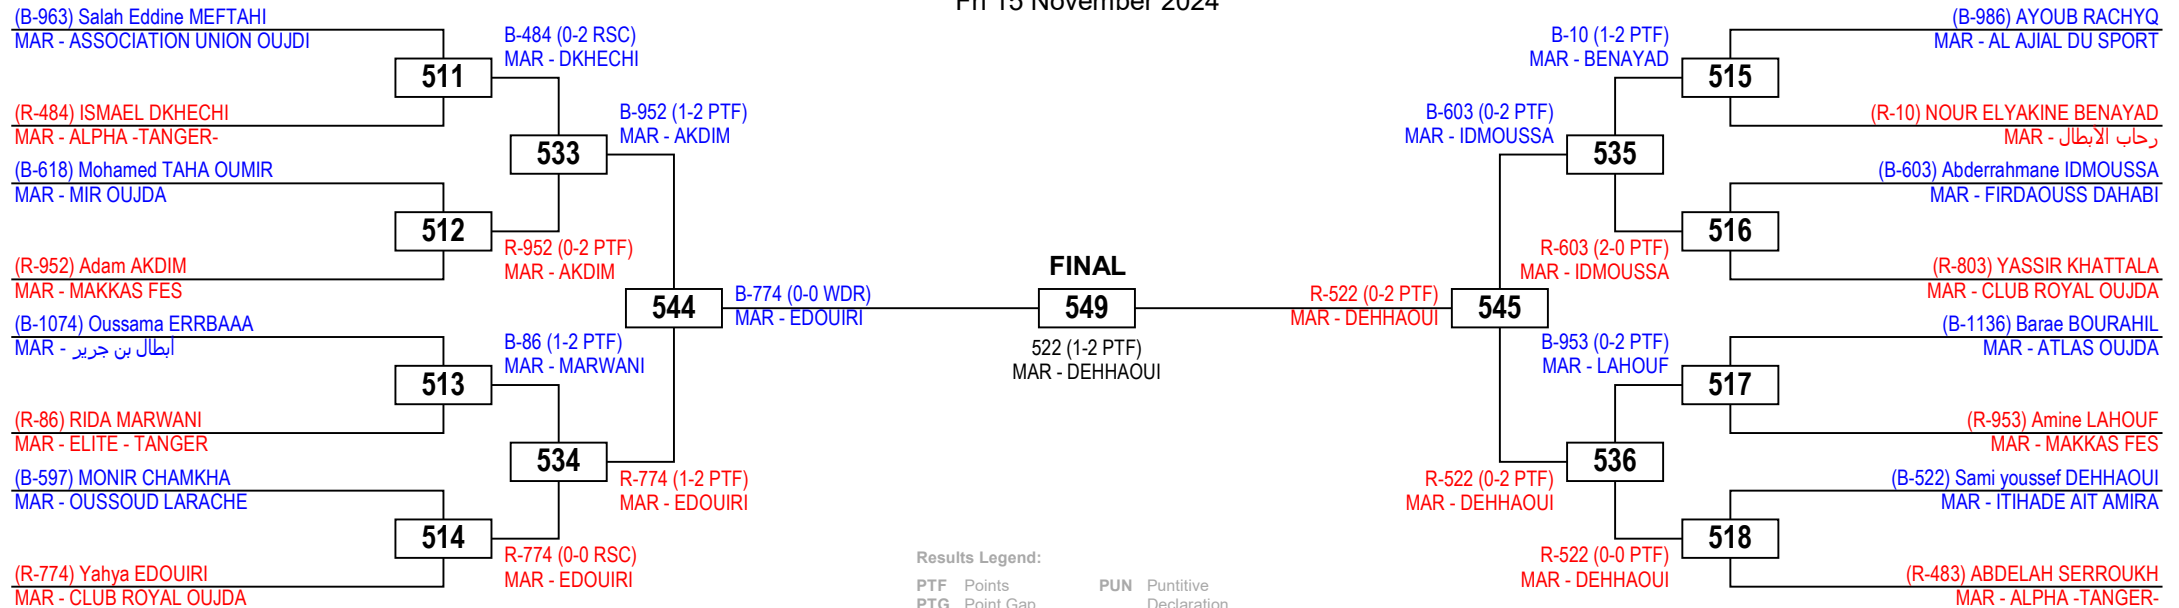 Fri 15 November 2024
(B-963) Salah Eddine MEFTAHI
MAR - ASSOCIATION UNION OUJDI
B-484 (0-2 RSC)
MAR - DKHECHI
511
(R-484) ISMAEL DKHECHI
MAR - ALPHA -TANGER-
B-952 (1-2 PTF)
MAR - AKDIM
533
(B-618) Mohamed TAHA OUMIR
MAR - MIR OUJDA
512
R-952 (0-2 PTF)
MAR - AKDIM
(R-952) Adam AKDIM
MAR - MAKKAS FES
544
B-774 (0-0 WDR)
MAR - EDOUIRI
(B-1074) Oussama ERRBAAA
MAR - أبطال بن جرير
B-86 (1-2 PTF)
MAR - MARWANI
513
(R-86) RIDA MARWANI
MAR - ELITE - TANGER
534
R-774 (1-2 PTF)
MAR - EDOUIRI
(B-597) MONIR CHAMKHA
MAR - OUSSOUD LARACHE
514
R-774 (0-0 RSC)
MAR - EDOUIRI
(R-774) Yahya EDOUIRI
MAR - CLUB ROYAL OUJDA
FINAL
549
522 (1-2 PTF)
MAR - DEHHAOUI
(B-986) AYOUB RACHYQ
MAR - AL AJIAL DU SPORT
B-10 (1-2 PTF)
MAR - BENAYAD
515
(R-10) NOUR ELYAKINE BENAYAD
MAR - رحاب الابطال
B-603 (0-2 PTF)
MAR - IDMOUSSA
535
(B-603) Abderrahmane IDMOUSSA
MAR - FIRDAOUSS DAHABI
516
R-603 (2-0 PTF)
MAR - IDMOUSSA
(R-803) YASSIR KHATTALA
MAR - CLUB ROYAL OUJDA
R-522 (0-2 PTF)
MAR - DEHHAOUI
545
(B-1136) Barae BOURAHIL
MAR - ATLAS OUJDA
B-953 (0-2 PTF)
MAR - LAHOUF
517
(R-953) Amine LAHOUF
MAR - MAKKAS FES
536
R-522 (0-2 PTF)
MAR - DEHHAOUI
(B-522) Sami youssef DEHHAOUI
MAR - ITIHADE AIT AMIRA
518
R-522 (0-0 PTF)
MAR - DEHHAOUI
(R-483) ABDELAH SERROUKH
MAR - ALPHA -TANGER-
Results Legend:
PTF Points PUN Puntitive
PTG Point Gap Declaration